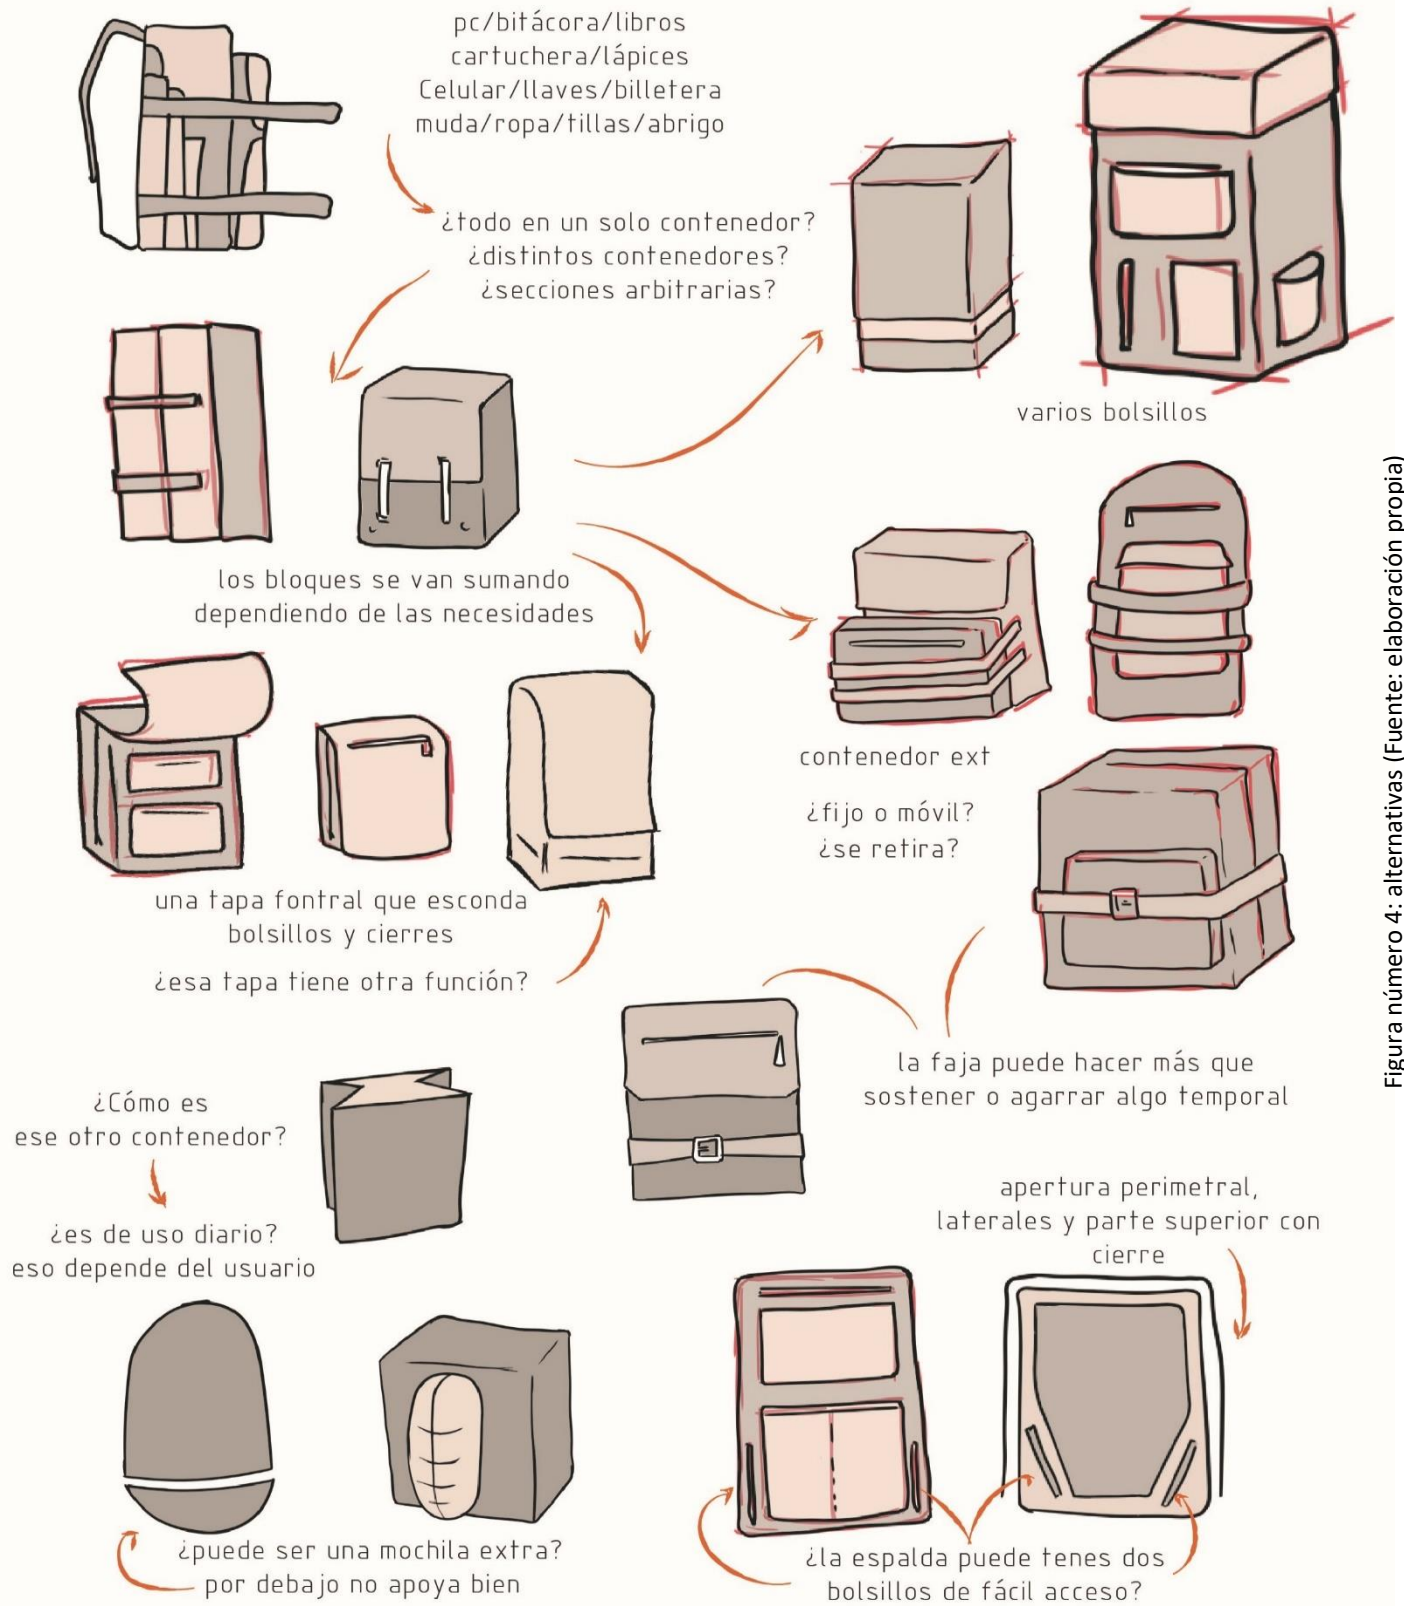 pc/bitácora/libros
cartuchera/lápices
Celular/llaves/billetera
muda/ropa/tillas/abrigo
¿todo en un solo contenedor?
¿distintos contenedores?
¿secciones arbitrarias?
varios bolsillos
los bloques se van sumando
dependiendo de las necesidades
contenedor ext
¿fijo o móvil?
¿se retira?
una tapa fontral que esconda
bolsillos y cierres
¿esa tapa tiene otra función?
la faja puede hacer más que
sostener o agarrar algo temporal
¿Cómo es
ese otro contenedor?
¿es de uso diario?
eso depende del usuario
apertura perimetral,
laterales y parte superior con
cierre
¿puede ser una mochila extra?
por debajo no apoya bien
¿la espalda puede tenes dos
bolsillos de fácil acceso?
Figura número 4: alternativas (Fuente: elaboración propia)